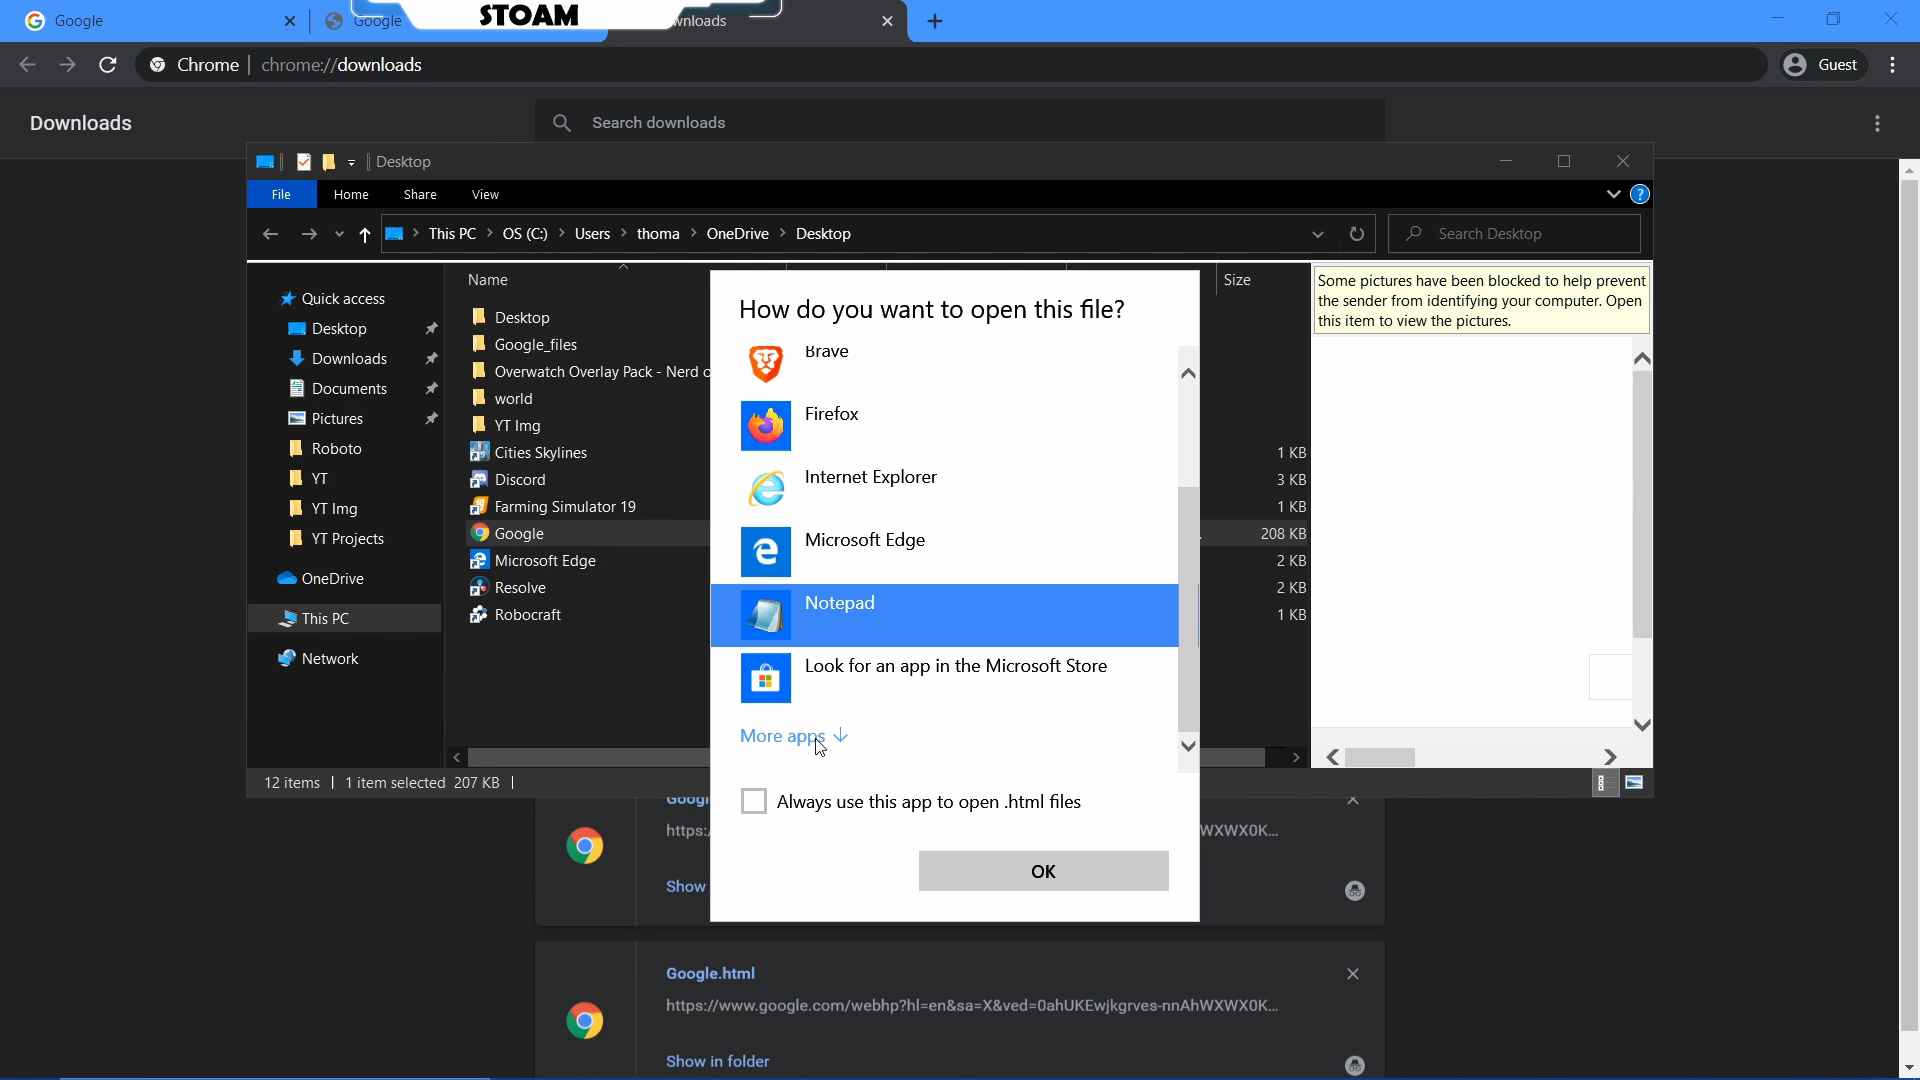 Google
Google
STOAM
wnloads
Chrome
chrome://downloads
Guest
Downloads
Search downloads
Desktop
File
Home
Share
View
This PC
OS (C:)
Users
thoma
OneDrive
Desktop
Search Desktop
Quick access
Desktop
Downloads
Documents
Pictures
Roboto
YT
YT Img
YT Projects
OneDrive
This PC
Network
Name
Size
Desktop
Google_files
Overwatch Overlay Pack - Nerd o
world
YT Img
Cities Skylines
1 KB
Discord
3 KB
Farming Simulator 19
1 KB
Google
208 KB
Microsoft Edge
2 KB
Resolve
2 KB
Robocraft
1 KB
Some pictures have been blocked to help prevent
the sender from identifying your computer. Open
this item to view the pictures.
How do you want to open this file?
Brave
Firefox
Internet Explorer
Microsoft Edge
Notepad
Look for an app in the Microsoft Store
More apps
Always use this app to open .html files
OK
12 items
1 item selected 207 KB
Googl
https:/
WXWX0K...
Show
Google.html
https://www.google.com/webhp?hl=en&sa=X&ved=0ahUKEwjkgrves-nnAhWXWX0K...
Show in folder